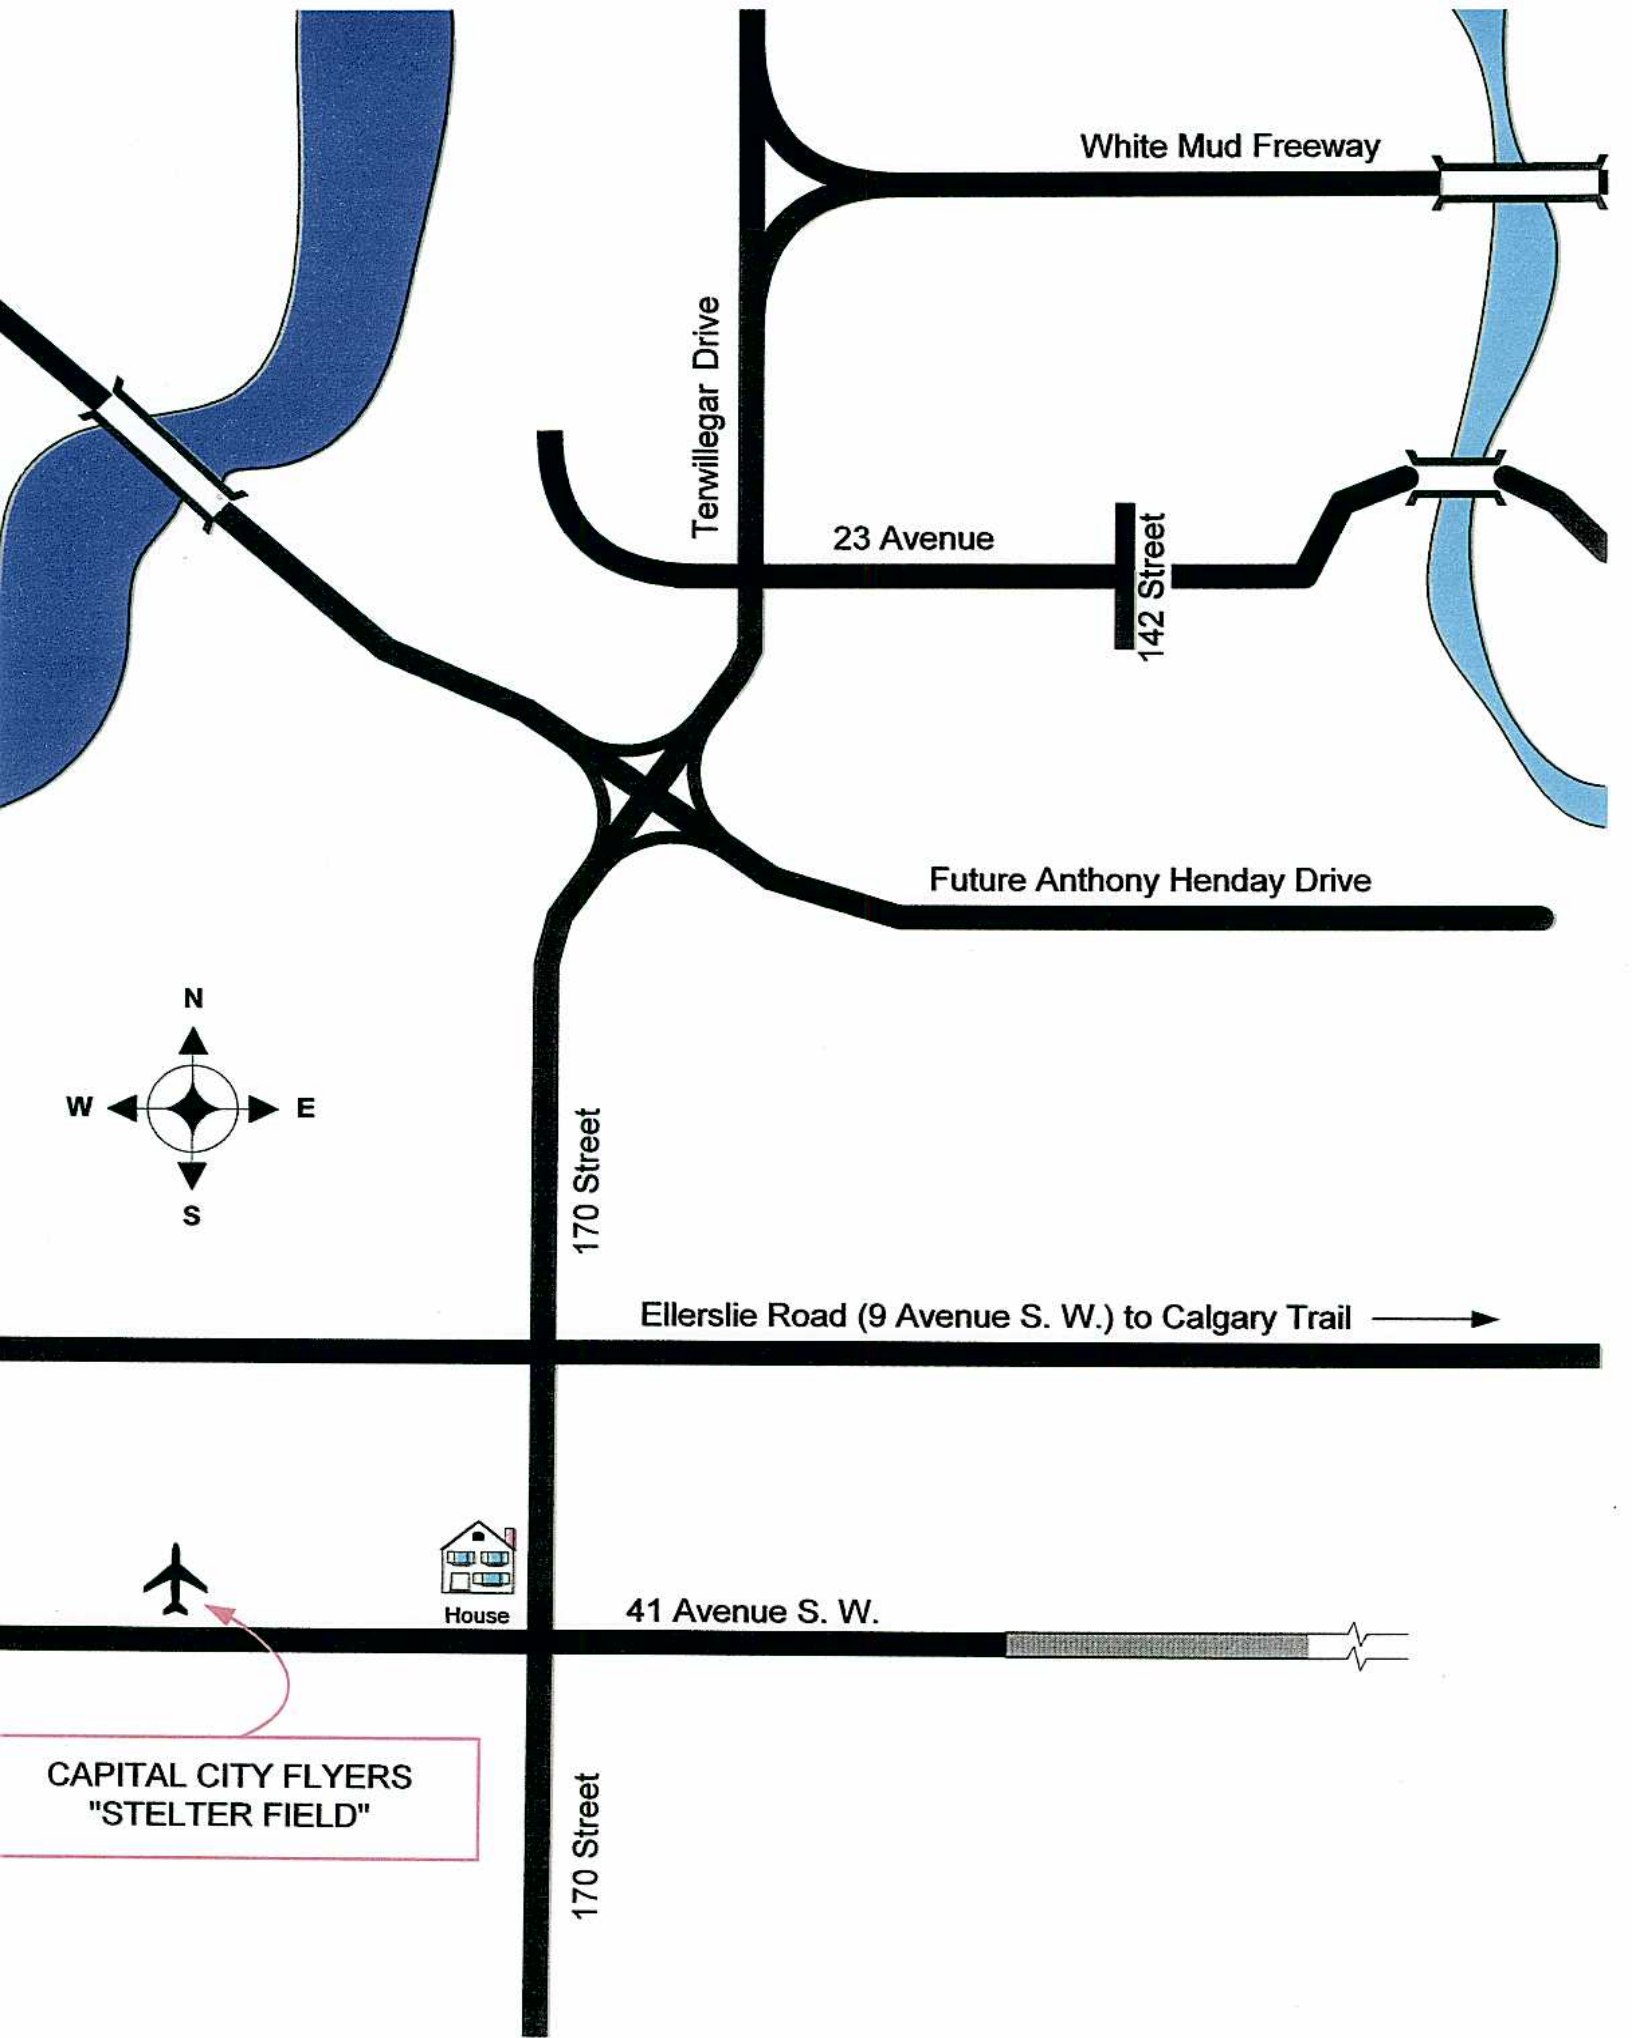 White Mud Freeway
Terwillegar Drive
23 Avenue
142 Street
Future Anthony Henday Drive
N
W
E
S
170 Street
Ellerslie Road (9 Avenue S. W.) to Calgary Trail
House
41 Avenue S. W.
CAPITAL CITY FLYERS
"STELTER FIELD"
170 Street